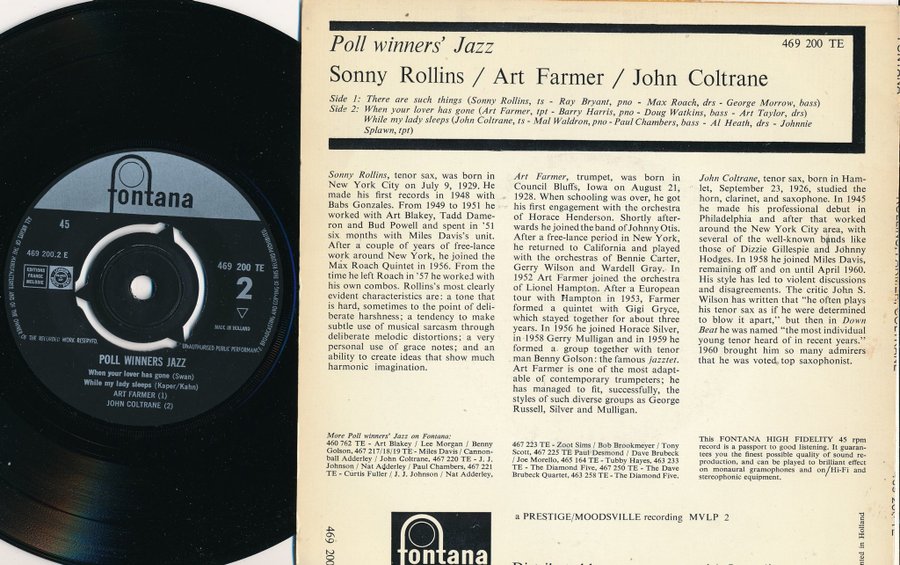 fontana
45
469 200.2 E
469 200 TE
EDITIONS FRANCE MELODIE
2
MADE IN HOLLAND
OF THE RECORDED WORK RESERVED.
UNAUTHORISED PUBLIC PERFORMANCE
POLL WINNERS JAZZ
When your lover has gone (Swan)
While my lady sleeps (Kaper/Kahn)
ART FARMER (1)
JOHN COLTRANE (2)
Poll winners' Jazz
469 200 TE
Sonny Rollins / Art Farmer / John Coltrane
Side 1: There are such things (Sonny Rollins, ts - Ray Bryant, pno - Max Roach, drs - George Morrow, bass)
Side 2: When your lover has gone (Art Farmer, tpt - Barry Harris, pno - Doug Watkins, bass - Art Taylor, drs)
While my lady sleeps (John Coltrane, ts - Mal Waldron, pno - Paul Chambers, bass - Al Heath, drs - Johnnie
Splawn, tpt)
Sonny Rollins, tenor sax, was born in
New York City on July 9, 1929. He
made his first records in 1948 with
Babs Gonzales. From 1949 to 1951 he
worked with Art Blakey, Tadd Dame-
ron and Bud Powell and spent in '51
six months with Miles Davis's unit.
After a couple of years of free-lance
work around New York, he joined the
Max Roach Quintet in 1956. From the
time he left Roach in '57 he worked with
his own combos. Rollins's most clearly
evident characteristics are: a tone that
is hard, sometimes to the point of deli-
berate harshness; a tendency to make
subtle use of musical sarcasm through
deliberate melodic distortions; a very
personal use of grace notes; and an
ability to create ideas that show much
harmonic imagination.
Art Farmer, trumpet, was born in
Council Bluffs, Iowa on August 21,
1928. When schooling was over, he got
his first engagement with the orchestra
of Horace Henderson. Shortly after-
wards he joined the band of Johnny Otis.
After a free-lance period in New York,
he returned to California and played
with the orchestras of Bennie Carter,
Gerry Wilson and Wardell Gray. In
1952 Art Farmer joined the orchestra
of Lionel Hampton. After a European
tour with Hampton in 1953, Farmer
formed a quintet with Gigi Gryce,
which stayed together for about three
years. In 1956 he joined Horace Silver,
in 1958 Gerry Mulligan and in 1959 he
formed a group together with tenor
man Benny Golson: the famous jazztet.
Art Farmer is one of the most adapt-
able of contemporary trumpeters; he
has managed to fit, successfully, the
styles of such diverse groups as George
Russell, Silver and Mulligan.
John Coltrane, tenor sax, born in Ham-
let, September 23, 1926, studied the
horn, clarinet, and saxophone. In 1945
he made his professional debut in
Philadelphia and after that worked
around the New York City area, with
several of the well-known bands like
those of Dizzie Gillespie and Johnny
Hodges. In 1958 he joined Miles Davis,
remaining off and on until April 1960.
His style has led to violent discussions
and disagreements. The critic John S.
Wilson has written that “he often plays
his tenor sax as if he were determined
to blow it apart,” but then in Down
Beat he was named “the most individual
young tenor heard of in recent years.”
1960 brought him so many admirers
that he was voted top saxophonist.
More Poll winners' Jazz on Fontana:
460 762 TE - Art Blakey / Lee Morgan / Benny
Golson, 467 217/18/19 TE - Miles Davis / Cannon-
ball Adderley / John Coltrane, 467 220 TE - J. J.
Johnson / Nat Adderley / Paul Chambers, 467 221
TE - Curtis Fuller / J. J. Johnson / Nat Adderley,
467 223 TE - Zoot Sims / Bob Brookmeyer / Tony
Scott, 467 225 TE Paul Desmond / Dave Brubeck
/ Joe Morello, 465 164 TE - Tubby Hayes, 463 233
TE - The Diamond Five, 467 250 TE - The Dave
Brubeck Quartet, 463 258 TE - The Diamond Five.
This FONTANA HIGH FIDELITY 45 rpm
record is a passport to good listening. It guaran-
tees you the finest possible quality of sound re-
production, and can be played to brilliant effect
on monaural gramophones and on Hi-Fi and
stereophonic equipment.
a PRESTIGE/MOODSVILLE recording MVLP 2
469 200
fontana
in Holland